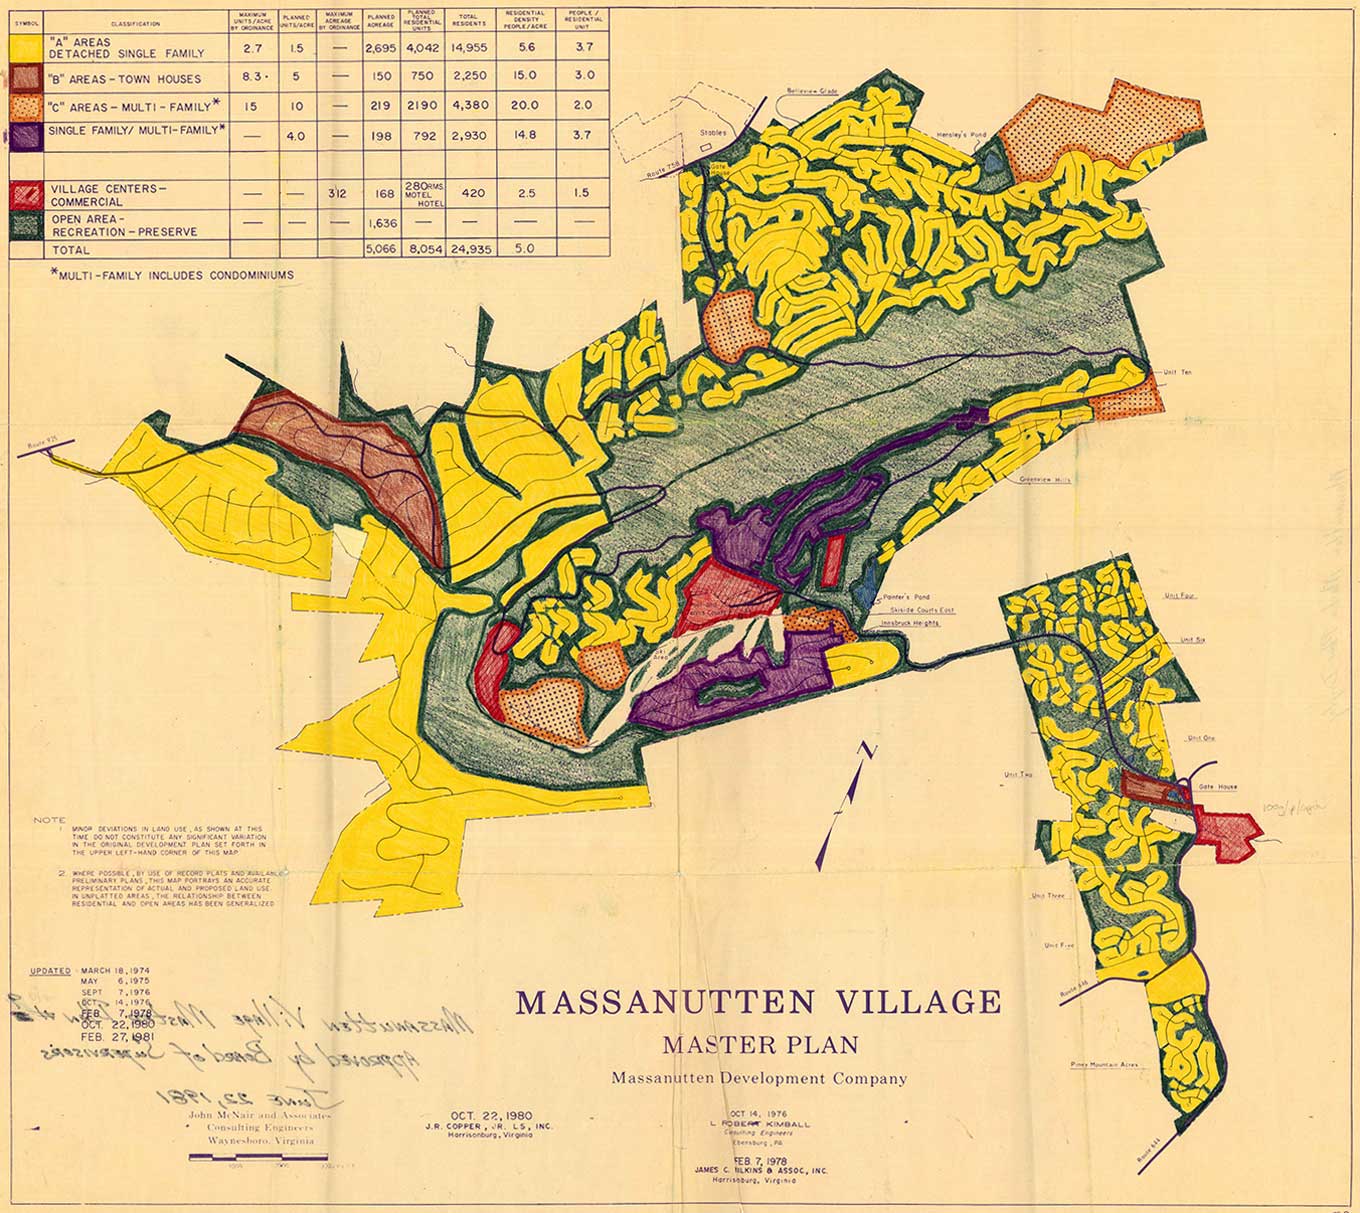 SYMBOL CLASSIFICATION MAXIMUM UNITS/ACRE BY ORDINANCE PLANNED UNITS/ACRE MAXIMUM ACREAGE BY ORDINANCE PLANNED ACREAGE PLANNED TOTAL RESIDENTIAL UNITS TOTAL RESIDENTS RESIDENTIAL DENSITY PEOPLE/ACRE PEOPLE / RESIDENTIAL UNIT
"A" AREAS DETACHED SINGLE FAMILY 2.7 1.5 — 2,695 4,042 14,955 5.6 3.7
"B" AREAS – TOWN HOUSES 8.3 5 — 150 750 2,250 15.0 3.0
"C" AREAS – MULTI - FAMILY* 15 10 — 219 2190 4,380 20.0 2.0
SINGLE FAMILY/ MULTI-FAMILY* — 4.0 — 198 792 2,930 14.8 3.7
VILLAGE CENTERS – COMMERCIAL — — 312 168 280 RMS. MOTEL HOTEL 420 2.5 1.5
OPEN AREA - RECREATION – PRESERVE — — — 1,636 — — — —
TOTAL 5,066 8,054 24,935 5.0
*MULTI-FAMILY INCLUDES CONDOMINIUMS
Belleview Grade
Stables
Hensley's Pond
Route 738
Gate House
Unit Ten
Route 925
Greenview Hills
Painter's Pond
Skiside Courts East
Innsbruck Heights
Ski Area
Unit Four
Unit Six
Unit One
Unit Two
Gate House
N
Unit Three
Unit Five
Route 646
Piney Mountain Acres
Route 644
NOTE
1. MINOR DEVIATIONS IN LAND USE, AS SHOWN AT THIS
TIME DO NOT CONSTITUTE ANY SIGNIFICANT VARIATION
IN THE ORIGINAL DEVELOPMENT PLAN SET FORTH IN
THE UPPER LEFT-HAND CORNER OF THIS MAP.
2. WHERE POSSIBLE, BY USE OF RECORD PLATS AND AVAILABLE
PRELIMINARY PLANS, THIS MAP PORTRAYS AN ACCURATE
REPRESENTATION OF ACTUAL AND PROPOSED LAND USE.
IN UNPLATTED AREAS, THE RELATIONSHIP BETWEEN
RESIDENTIAL AND OPEN AREAS HAS BEEN GENERALIZED
UPDATED MARCH 18, 1974
MAY 6, 1975
SEPT 7, 1976
OCT 14, 1976
FEB. 7, 1978
OCT. 22, 1980
FEB. 27, 1981
Massanutten Village Master Plan
Approved by Board of Supervisors
June 22, 1981
MASSANUTTEN VILLAGE
MASTER PLAN
Massanutten Development Company
John McNair and Associates
Consulting Engineers
Waynesboro, Virginia
OCT. 22, 1980
J.R. COPPER, JR. LS, INC.
Harrisonburg, Virginia
OCT 14, 1976
L. ROBERT KIMBALL
Consulting Engineers
Ebensburg, PA
FEB. 7, 1978
JAMES C. WILKINS & ASSOC., INC.
Harrisonburg, Virginia